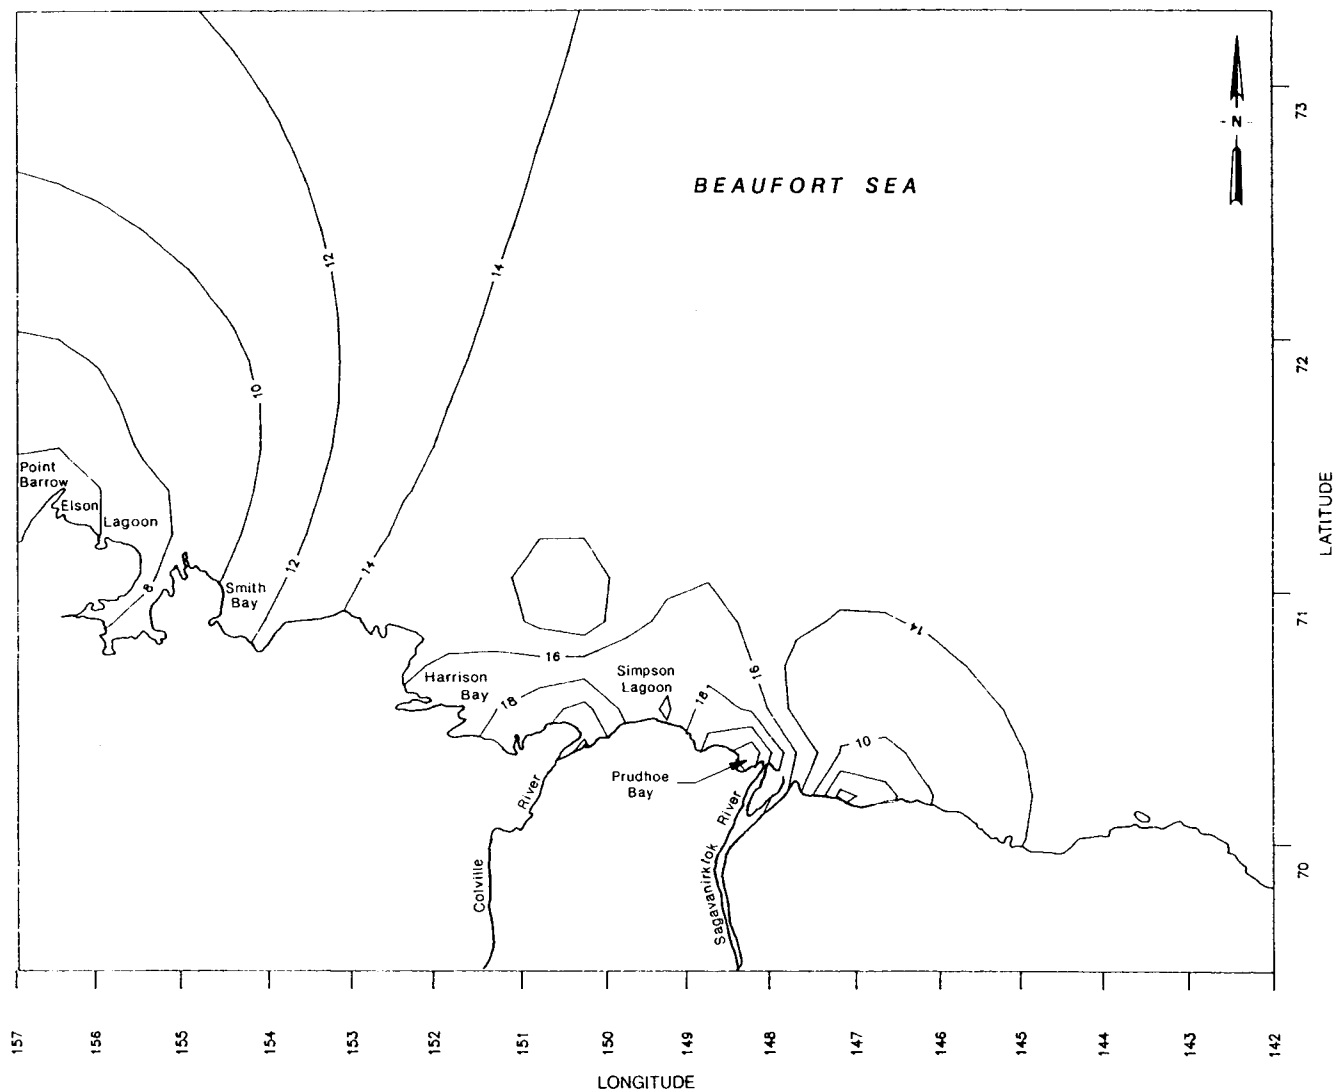 73
- N -
BEAUFORT SEA
12
14
72
10
Point
Barrow
Elson
Lagoon
LATITUDE
12
14
8
Smith
Bay
71
14
16
16
Harrison
Bay
Simpson
Lagoon
18
18
10
Prudhoe
Bay
River
River
70
Colville
Sagavanirktok
157
156
155
154
153
152
151
150
149
148
147
146
145
144
143
142
LONGITUDE